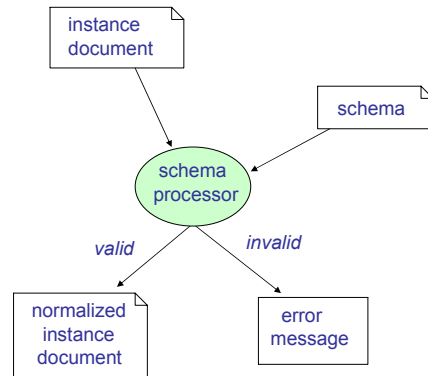 instance
document
schema
schema
processor
valid
invalid
normalized
instance
document
error
message